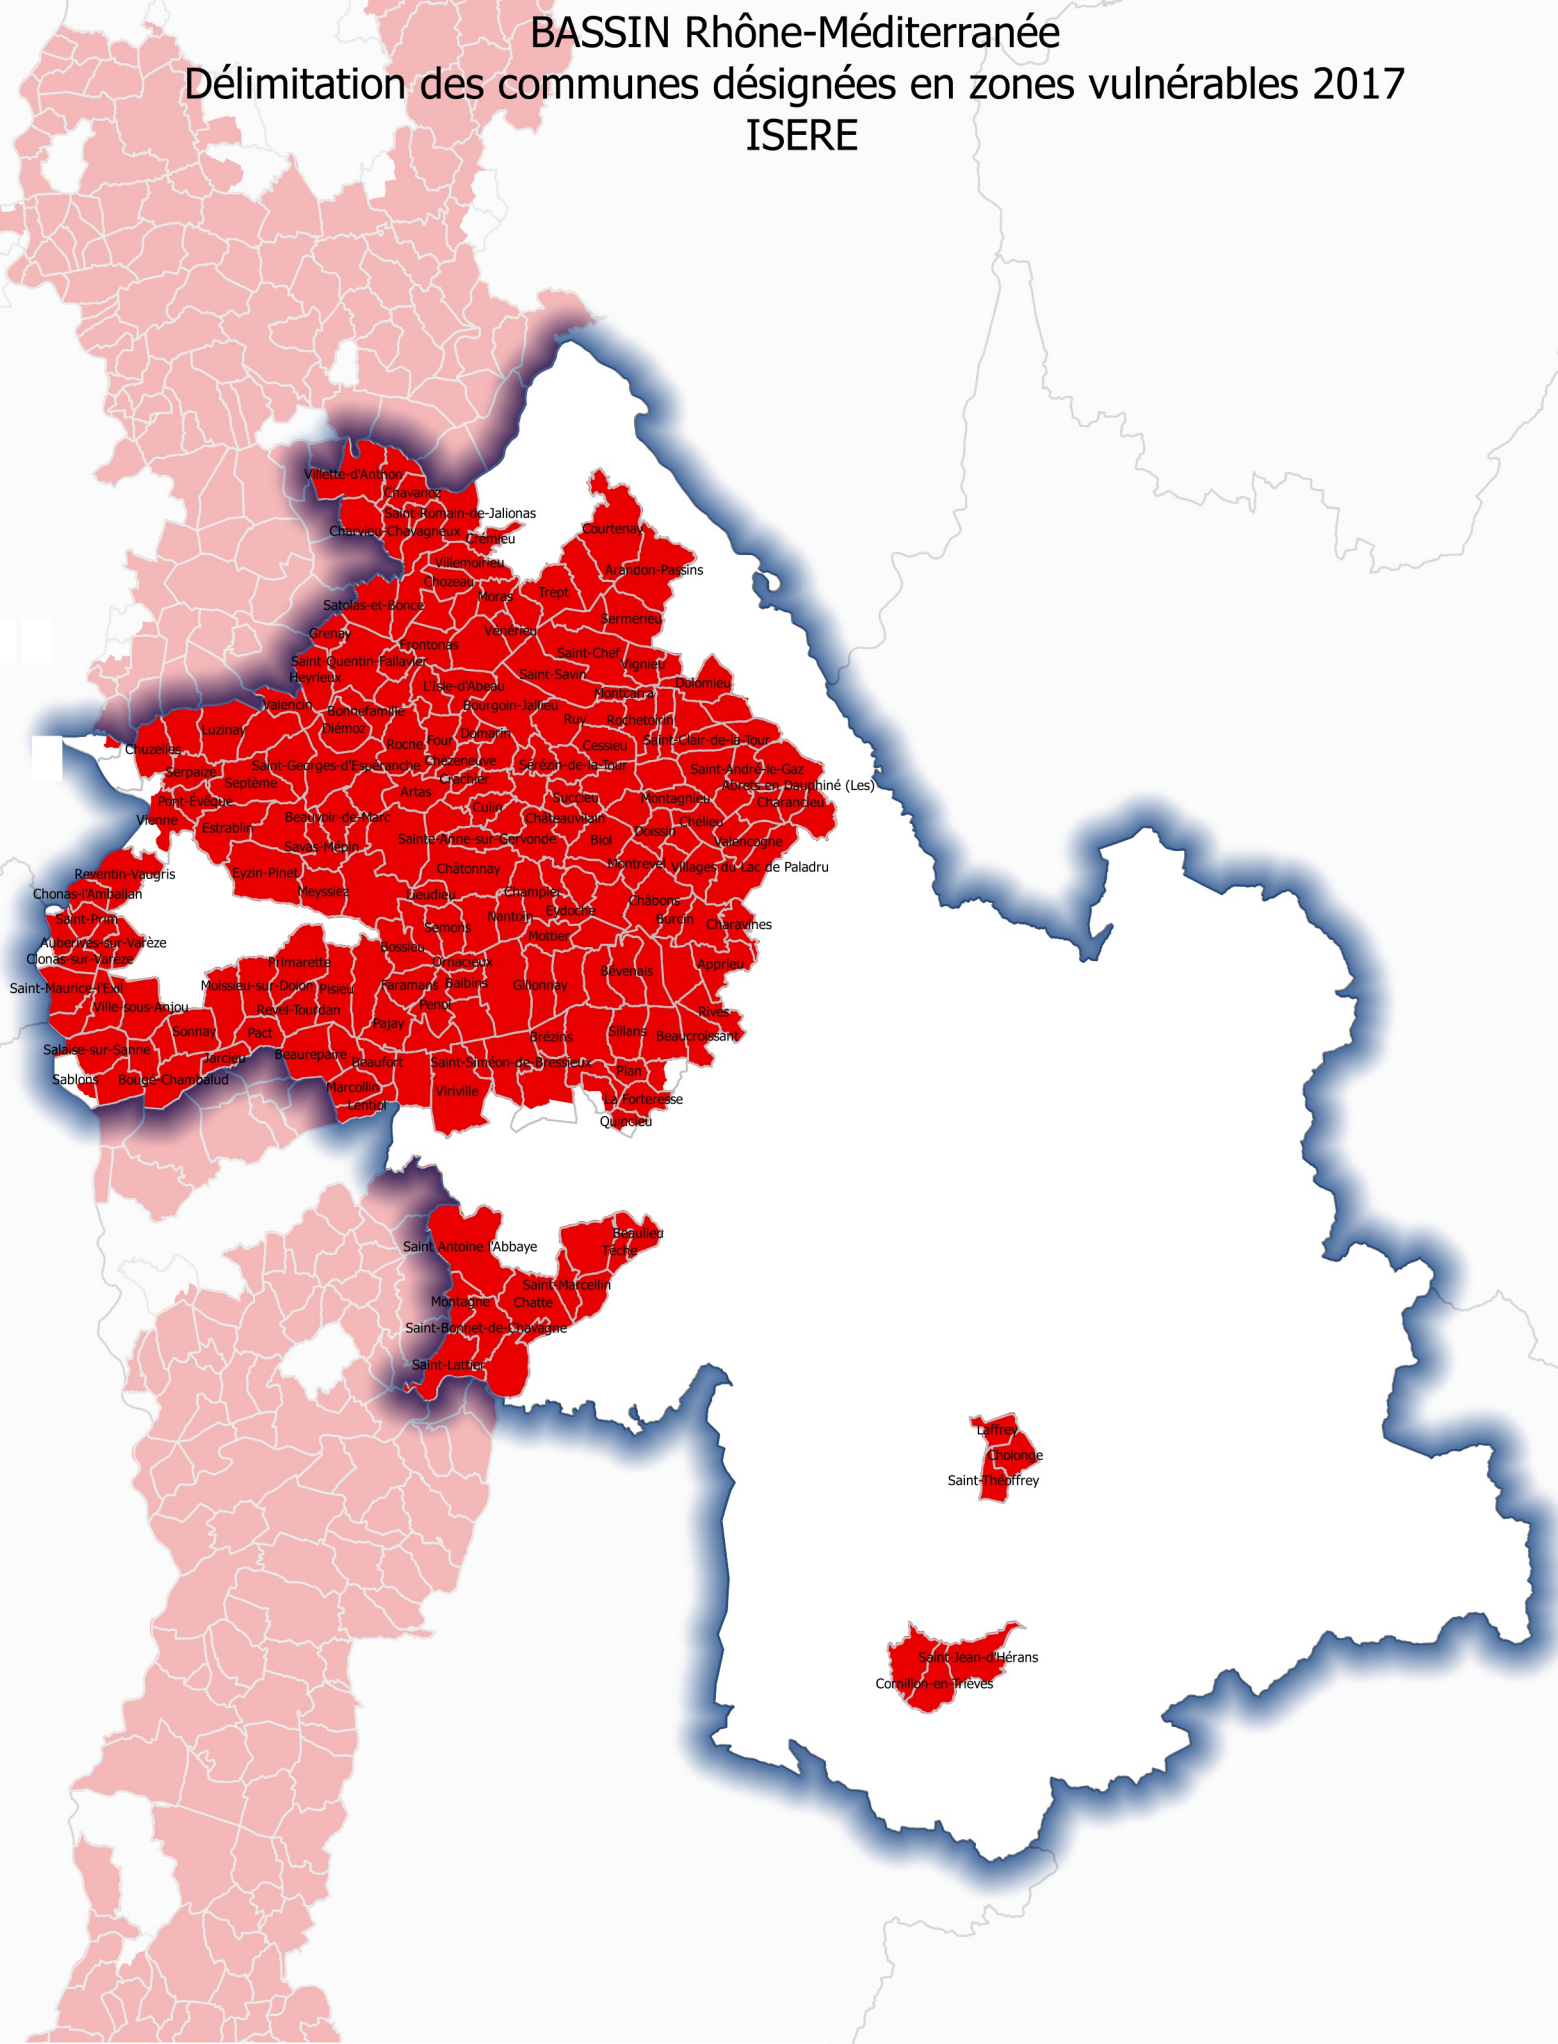 BASSIN Rhône-Méditerranée
Délimitation des communes désignées en zones vulnérables 2017
ISERE
Villette-d'Anthon
Chavanoz
Saint-Romain-de-Jalionas
Charvieu-Chavagneux
Crémieu
Courtenay
Villemoirieu
Arandon-Passins
Chozeau
Moras
Trept
Satolas-et-Bonce
Sermérieu
Grenay
Vénérieu
Frontonas
Saint-Chef
Saint-Quentin-Fallavier
Vignieu
Heyrieux
Saint-Savin
L'Isle-d'Abeau
Dolomieu
Montcarra
Valencin
Bourgoin-Jallieu
Bonnefamille
Ruy
Rochetoirin
Luzinay
Diémoz
Domarin
Roche
Four
Saint-Clair-de-la-Tour
Chuzelles
Cessieu
Chèzeneuve
Saint-Georges-d'Espéranche
Sérézin-de-la-Tour
Saint-André-le-Gaz
Serpaize
Septème
Crachier
Abrets en Dauphiné (Les)
Artas
Pont-Evêque
Succieu
Montagnieu
Charancieu
Culin
Vienne
Beauvoir-de-Marc
Châteauvilain
Chélieu
Estrablin
Doissin
Sainte-Anne-sur-Gervonde
Biol
Valencogne
Savas-Mépin
Montrevel
Villages du Lac de Paladru
Reventin-Vaugris
Eyzin-Pinet
Châtonnay
Chonas-l'Amballan
Meyssiez
Lieudieu
Champier
Châbons
Saint-Prim
Nantoin
Eydoche
Burcin
Semons
Charavines
Auberives-sur-Varèze
Mottier
Bossieu
Clonas-sur-Varèze
Primarette
Ornacieux
Apprieu
Bévenais
Saint-Maurice-l'Exil
Moissieu-sur-Dolon
Pisieu
Faramans
Balbins
Gillonnay
Ville-sous-Anjou
Revel-Tourdan
Penol
Rives
Sonnay
Pact
Pajay
Brézins
Sillans
Beaucroissant
Salaise-sur-Sanne
Jarcieu
Beaurepaire
Beaufort
Saint-Siméon-de-Bressieux
Plan
Sablons
Bougé-Chambalud
Marcollin
Viriville
La Forteresse
Lentiol
Quincieu
Beaulieu
Saint Antoine l'Abbaye
Têche
Saint-Marcellin
Montagne
Chatte
Saint-Bonnet-de-Chavagne
Saint-Lattier
Laffrey
Cholonge
Saint-Théoffrey
Saint-Jean-d'Hérans
Cornillon-en-Trièves